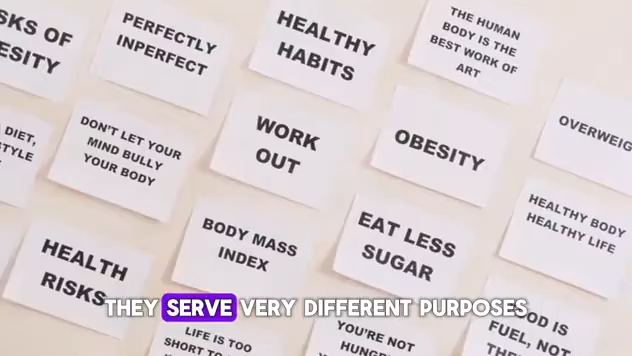 SKS OF
ESITY
PERFECTLY
INPERFECT
HEALTHY
HABITS
THE HUMAN
BODY IS THE
BEST WORK OF
ART
DIET,
STYLE
DON'T LET YOUR
MIND BULLY
YOUR BODY
WORK
OUT
OBESITY
OVERWEIG
HEALTH
RISKS
BODY MASS
INDEX
EAT LESS
SUGAR
HEALTHY BODY
HEALTHY LIFE
THEY SERVE VERY DIFFERENT PURPOSES
LIFE IS TOO
SHORT TO
YOU'RE NOT
HUNGR
OD IS
FUEL, NOT